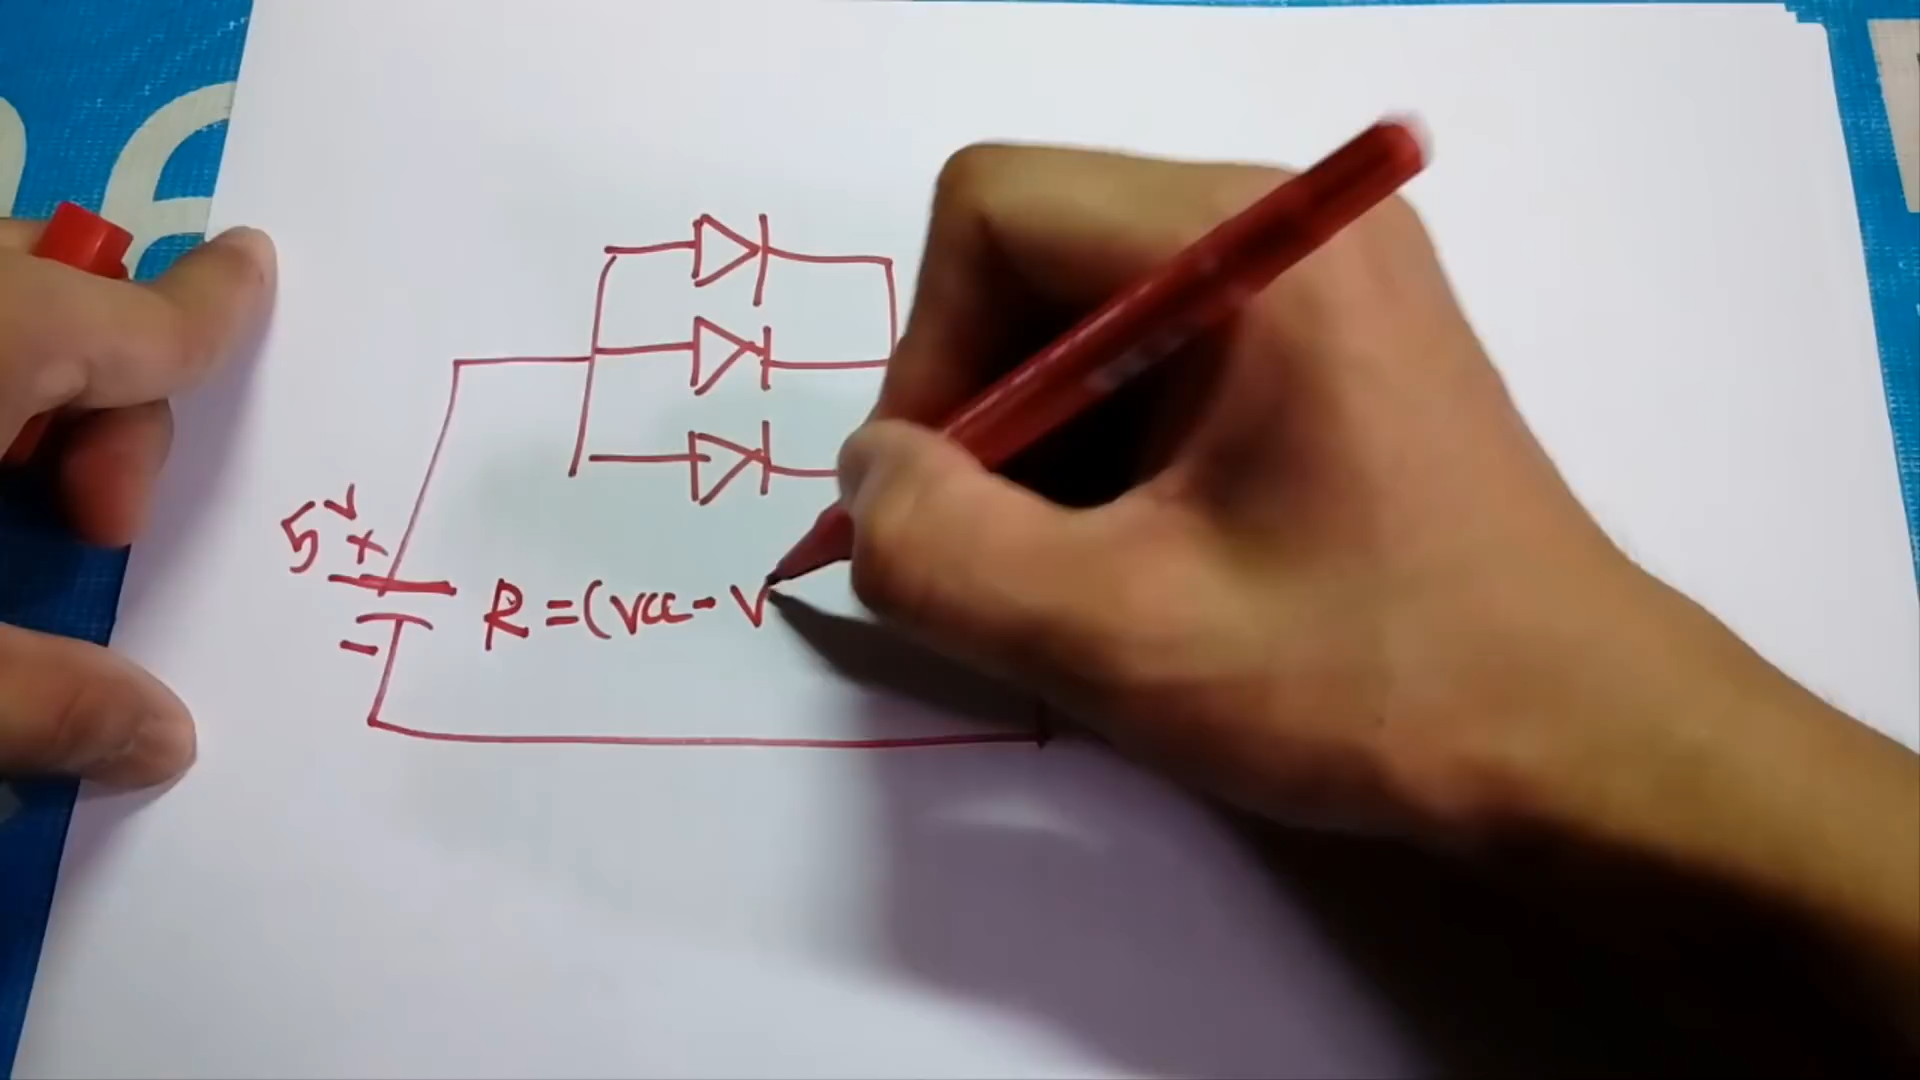 5V
+
-
R = (VCC - V